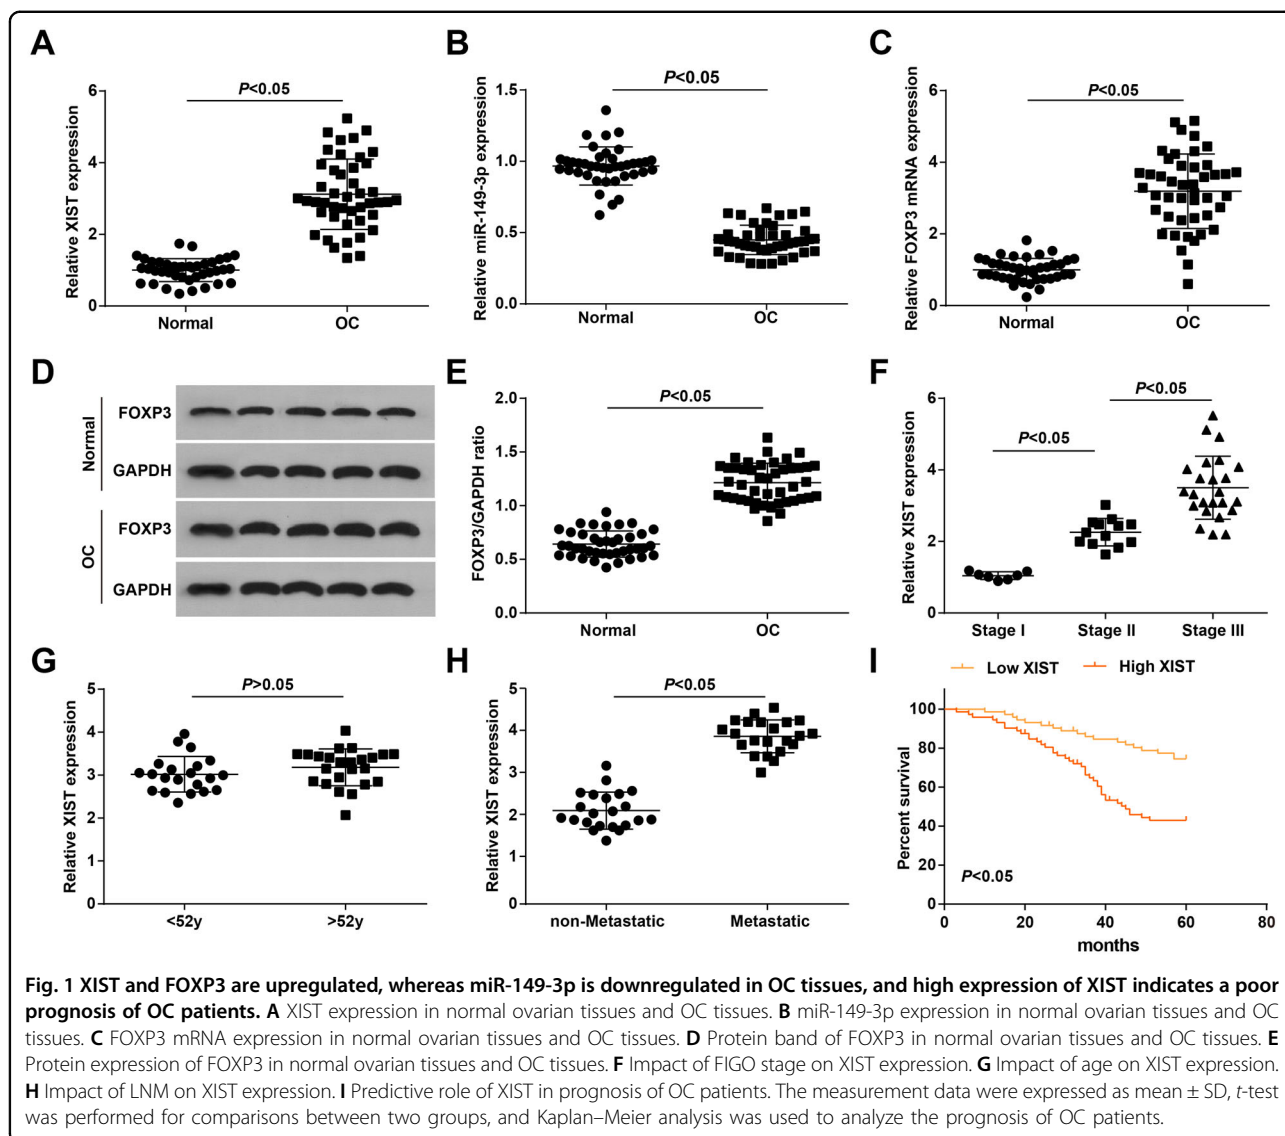 A
Relative XIST expression
6
4
2
0
P<0.05
Normal
OC
B
Relative miR-149-3p expression
1.5
1.0
0.5
0.0
P<0.05
Normal
OC
C
Relative FOXP3 mRNA expression
6
4
2
0
P<0.05
Normal
OC
D
Normal
FOXP3
GAPDH
OC
FOXP3
GAPDH
E
FOXP3/GAPDH ratio
2.0
1.5
1.0
0.5
0.0
P<0.05
Normal
OC
F
Relative XIST expression
6
4
2
0
P<0.05
P<0.05
Stage I
Stage II
Stage III
G
Relative XIST expression
5
4
3
2
1
0
P>0.05
<52y
>52y
H
Relative XIST expression
5
4
3
2
1
0
P<0.05
non-Metastatic
Metastatic
I
Low XIST
High XIST
Percent survival
100
80
60
40
20
0
P<0.05
0
20
40
60
80
months
Fig. 1 XIST and FOXP3 are upregulated, whereas miR-149-3p is downregulated in OC tissues, and high expression of XIST indicates a poor
prognosis of OC patients. A XIST expression in normal ovarian tissues and OC tissues. B miR-149-3p expression in normal ovarian tissues and OC
tissues. C FOXP3 mRNA expression in normal ovarian tissues and OC tissues. D Protein band of FOXP3 in normal ovarian tissues and OC tissues. E
Protein expression of FOXP3 in normal ovarian tissues and OC tissues. F Impact of FIGO stage on XIST expression. G Impact of age on XIST expression.
H Impact of LNM on XIST expression. I Predictive role of XIST in prognosis of OC patients. The measurement data were expressed as mean ± SD, t-test
was performed for comparisons between two groups, and Kaplan–Meier analysis was used to analyze the prognosis of OC patients.